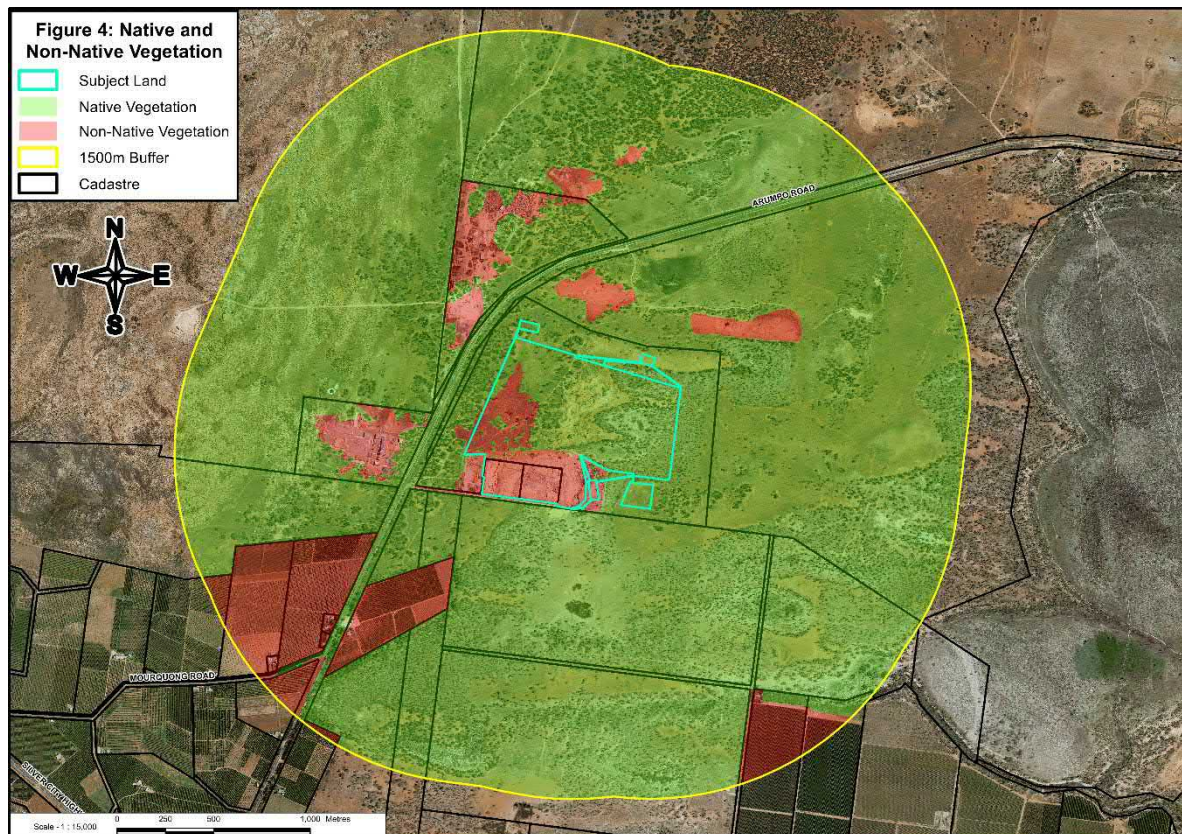 Figure 4: Native and
Non-Native Vegetation
Subject Land
Native Vegetation
Non-Native Vegetation
1500m Buffer
Cadastre
N
W E
S
ARUMPO ROAD
MOURQUONG ROAD
SILVER CITY HIGH
Scale - 1 : 15,000
0 250 500 1,000 Metres